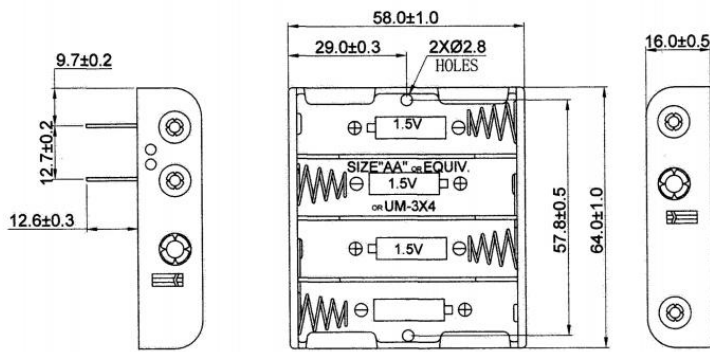 58.0±1.0
29.0±0.3
2XØ2.8
HOLES
16.0±0.5
9.7±0.2
12.7±0.2
12.6±0.3
⊕ 1.5V ⊖
SIZE"AA" OR EQUIV.
⊖ 1.5V ⊕
OR UM-3X4
⊕ 1.5V ⊖
⊖ ⊕
57.8±0.5
64.0±1.0